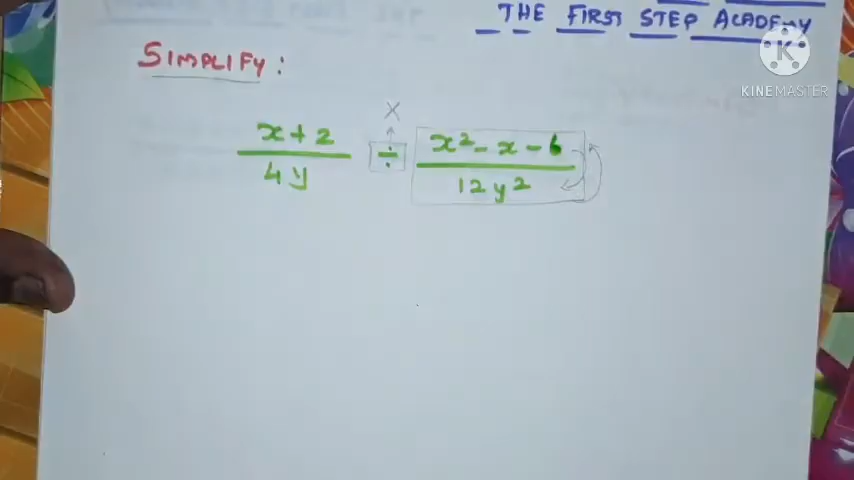 THE FIRST STEP ACADEMY
K
KINEMASTER
SIMPLIFY:
×
x+2 ÷ x²-x-6
4y 12y²